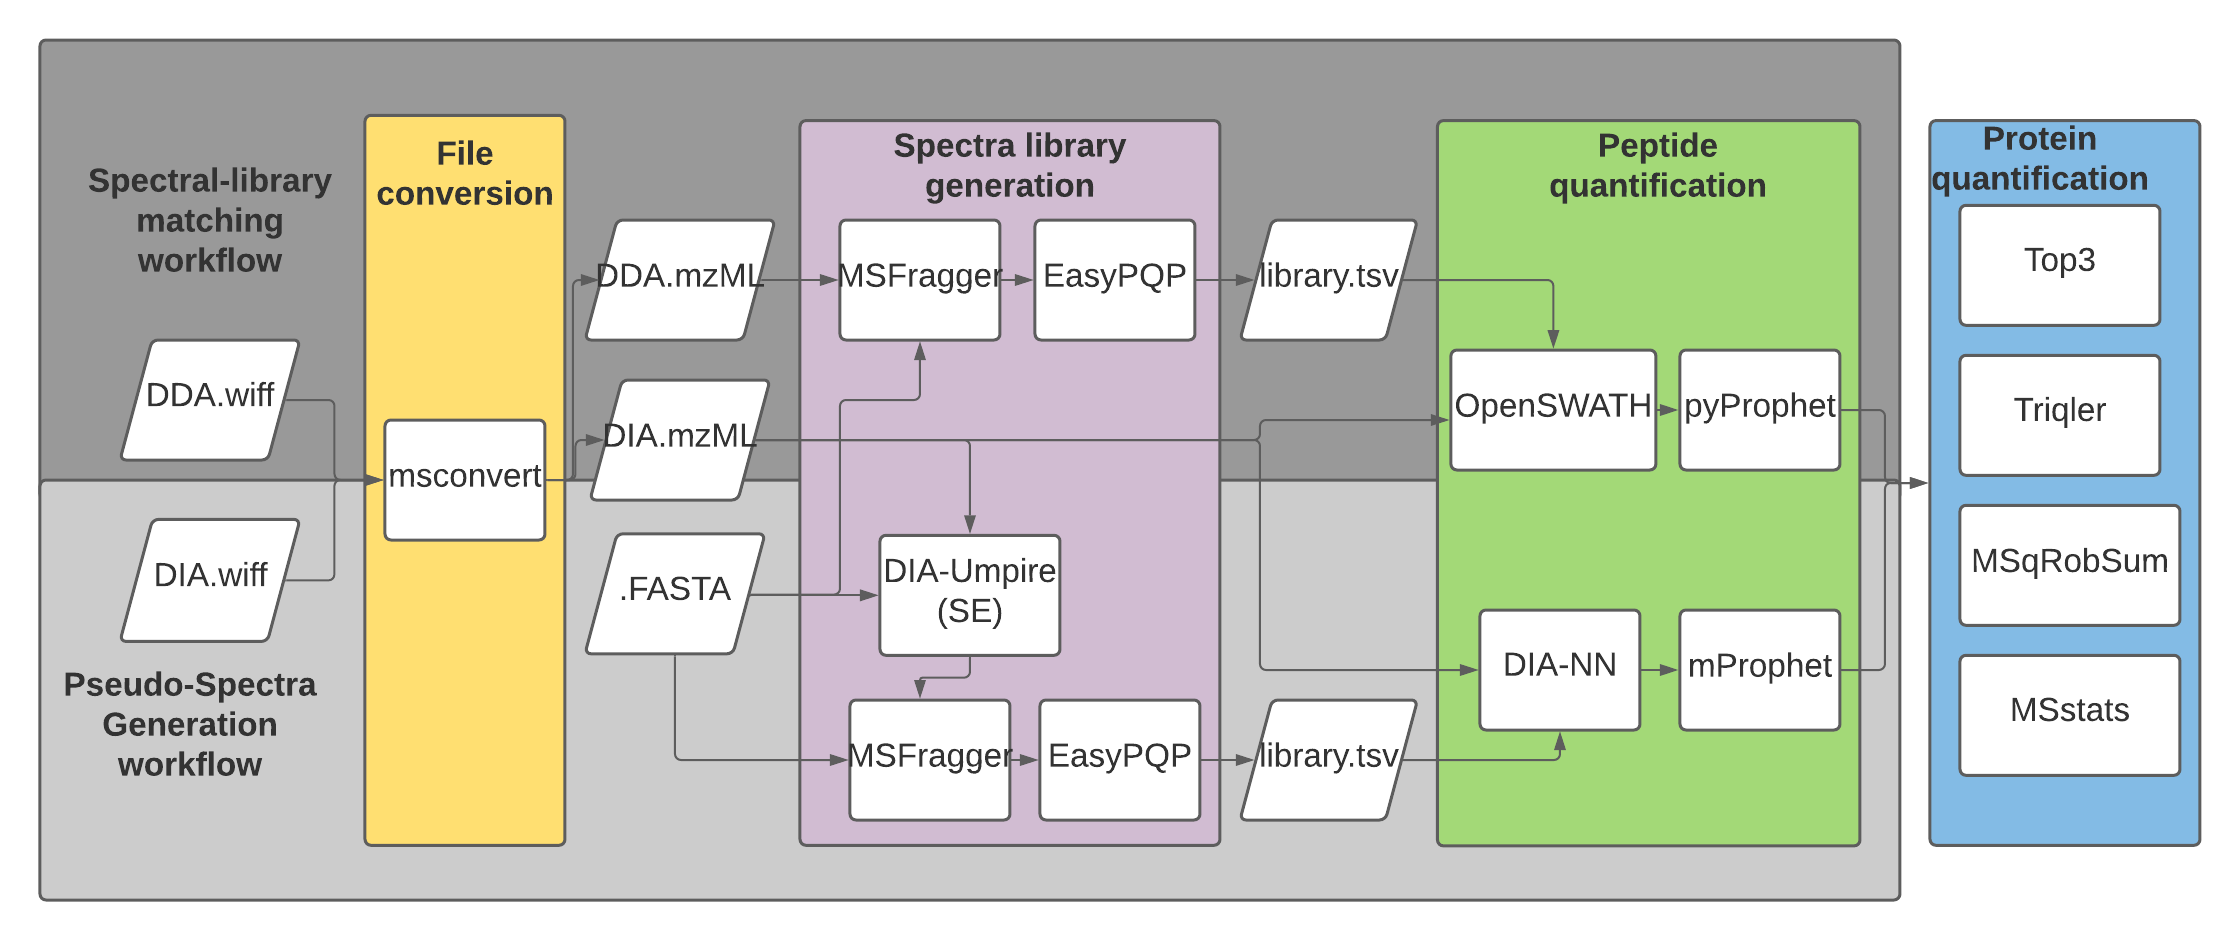 Spectral-library
matching
workflow
DDA.wiff
DIA.wiff
Pseudo-Spectra
Generation
workflow
File
conversion
msconvert
DDA.mzML
DIA.mzML
.FASTA
Spectra library
generation
MSFragger
EasyPQP
DIA-Umpire
(SE)
MSFragger
EasyPQP
library.tsv
library.tsv
Peptide
quantification
OpenSWATH
pyProphet
DIA-NN
mProphet
Protein
quantification
Top3
Triqler
MSqRobSum
MSstats